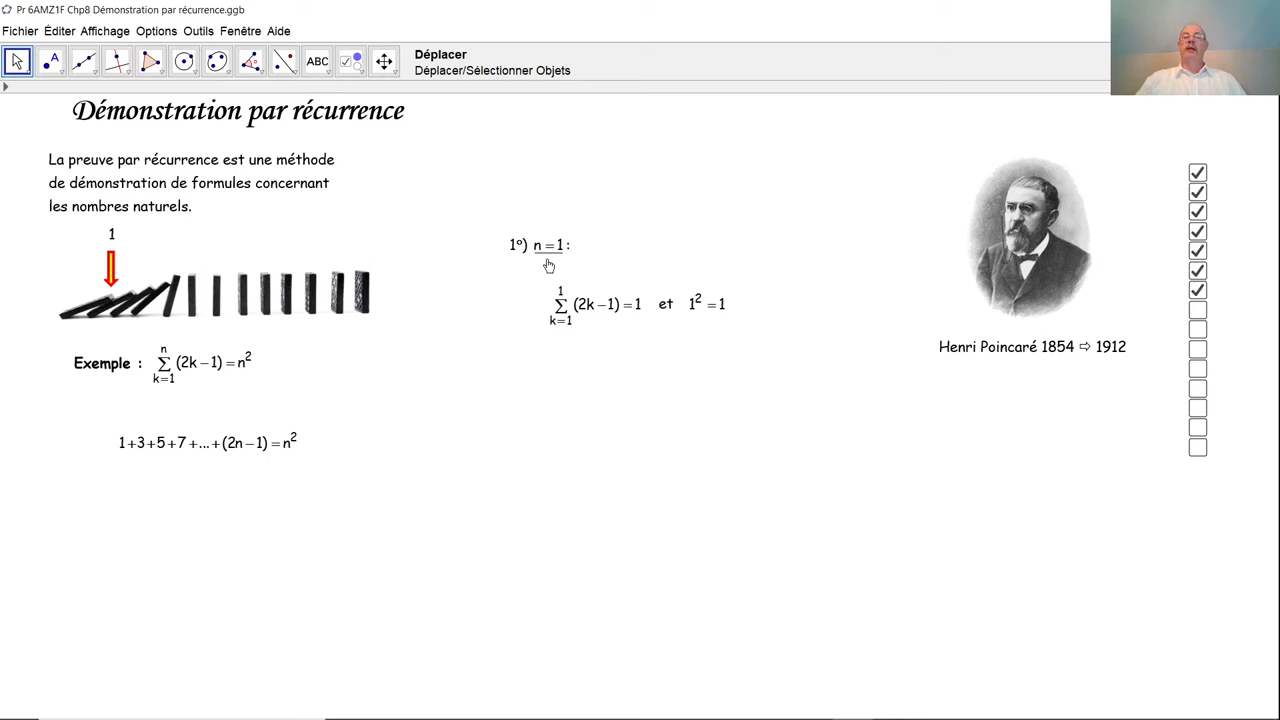 Pr 6AMZ1F Chp8 Démonstration par récurrence.ggb
Fichier Éditer Affichage Options Outils Fenêtre Aide
A
ABC
Déplacer
Déplacer/Sélectionner Objets
Démonstration par récurrence
La preuve par récurrence est une méthode
de démonstration de formules concernant
les nombres naturels.
1
Exemple : ∑_{k=1}^{n} (2k−1) = n²
1+3+5+7+...+(2n−1) = n²
1°) n = 1 :
∑_{k=1}^{1} (2k−1) = 1 et 1² = 1
Henri Poincaré 1854 ⇨ 1912